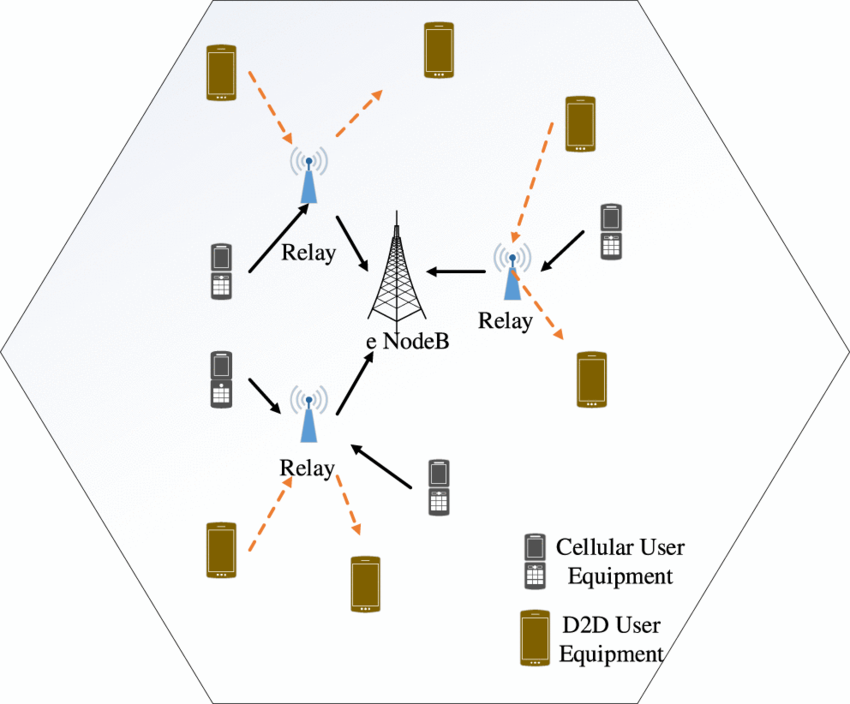 Relay
Relay
e NodeB
Relay
Cellular User
Equipment
D2D User
Equipment